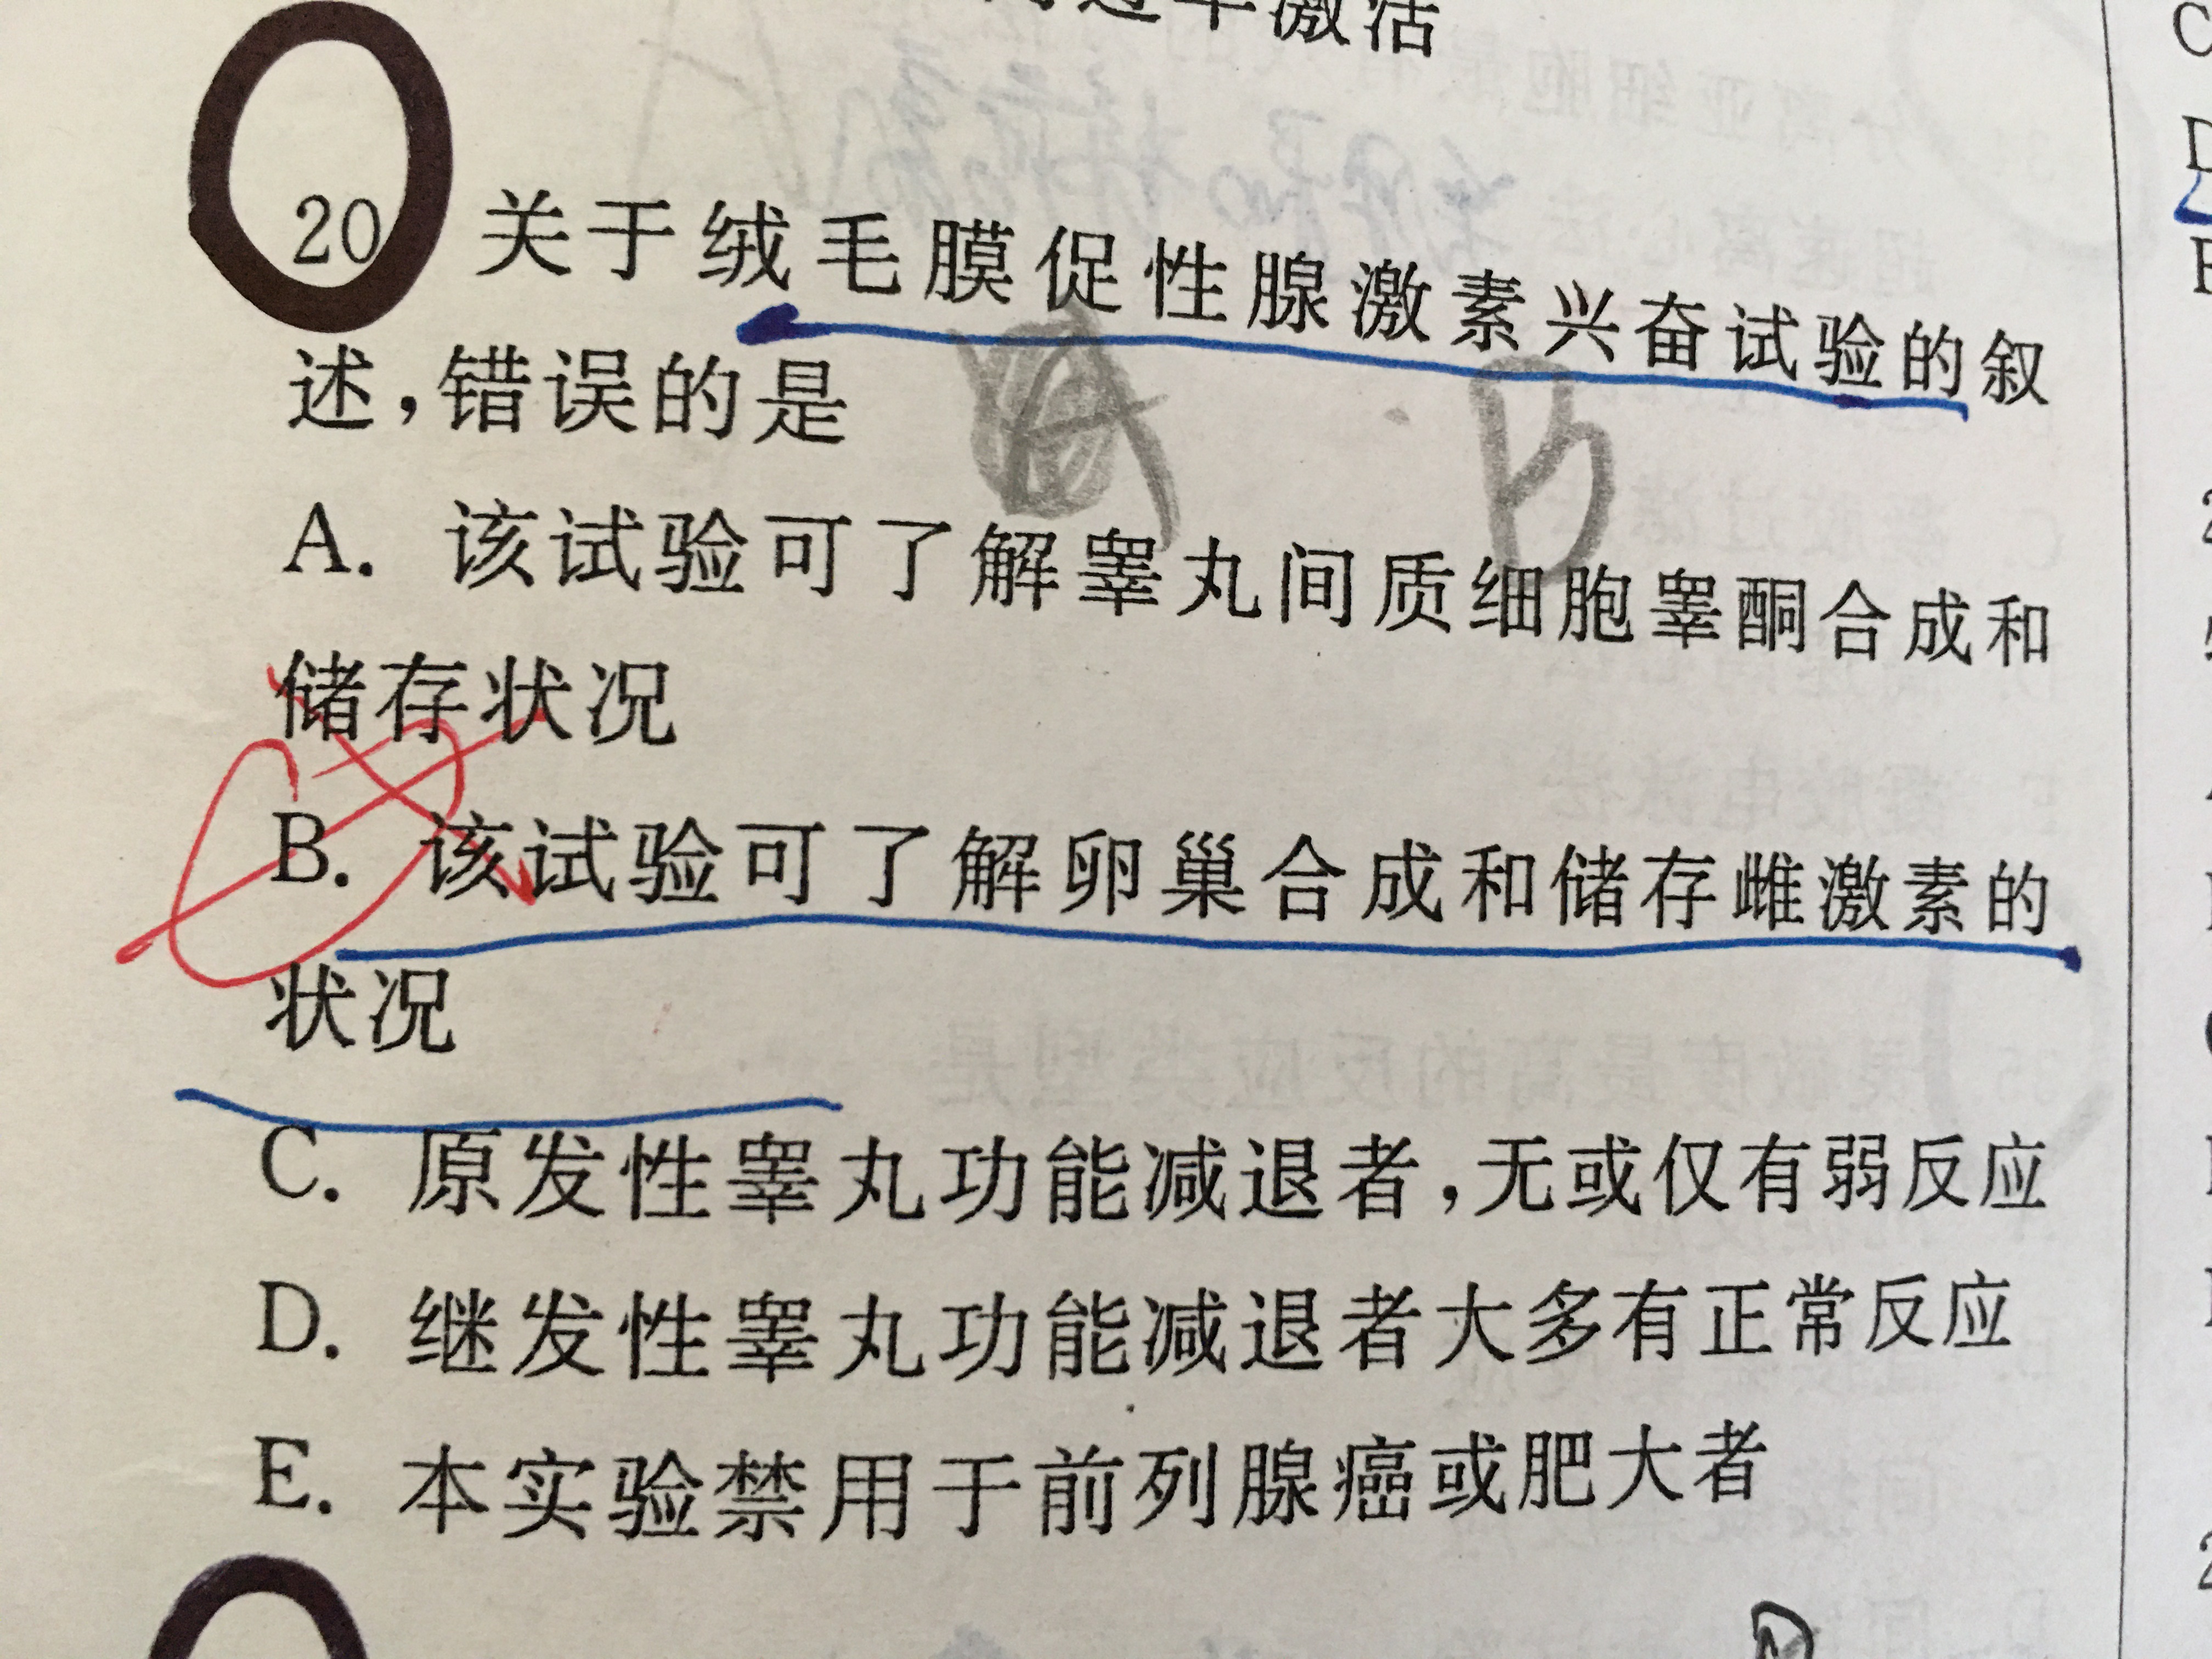 20 关于绒毛膜促性腺激素兴奋试验的叙
述,错误的是
A. 该试验可了解睾丸间质细胞睾酮合成和
储存状况
B. 该试验可了解卵巢合成和储存雌激素的
状况
C. 原发性睾丸功能减退者,无或仅有弱反应
D. 继发性睾丸功能减退者大多有正常反应
E. 本实验禁用于前列腺癌或肥大者
B